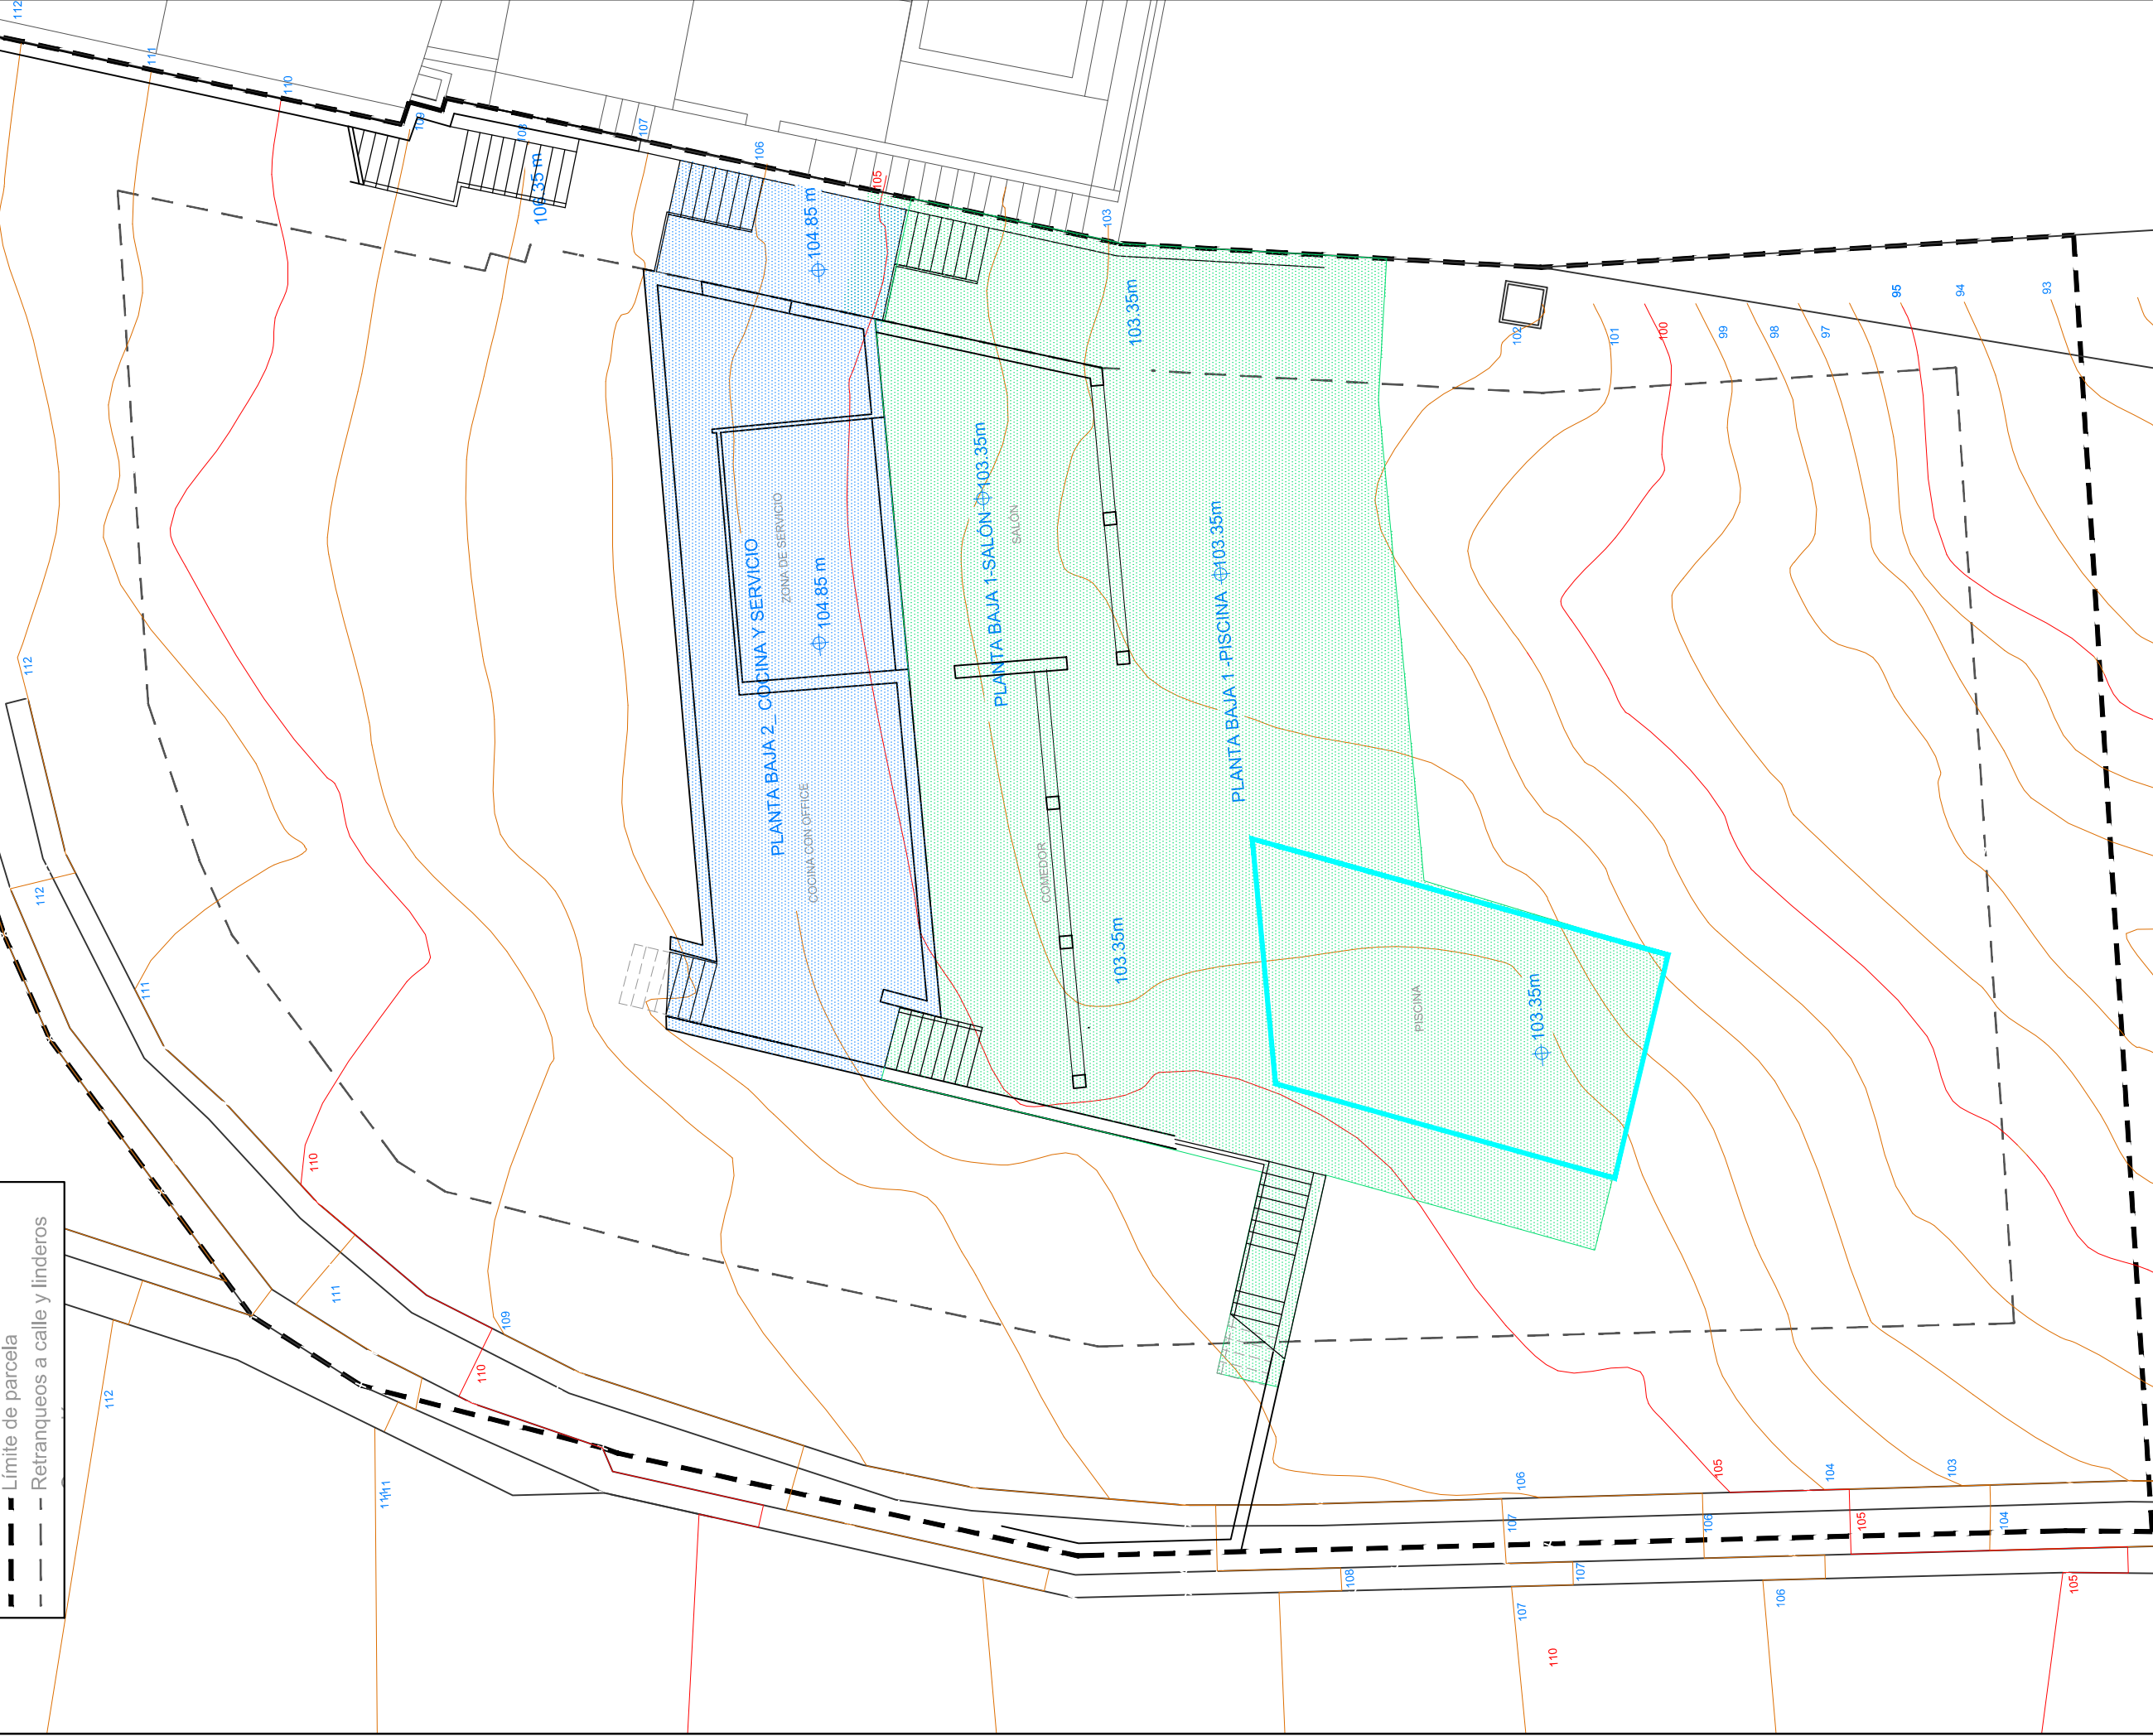 112
111
110
109
108
107
106
105
103
106.35 m
104.85 m
103.35m
102
101
100
99
98
97
95
94
93
PLANTA BAJA 2_ COCINA Y SERVICIO
ZONA DE SERVICIO
104.85 m
COCINA CON OFFICE
PLANTA BAJA 1-SALÓN 103.35m
SALÓN
COMEDOR
103.35m
PLANTA BAJA 1 -PISCINA 103.35m
PISCINA
103.35m
112
112
111
110
111
109
110
112
111
111
106
105
104
103
107
106
105
104
108
107
107
106
105
110
Límite de parcela
Retranqueos a calle y linderos